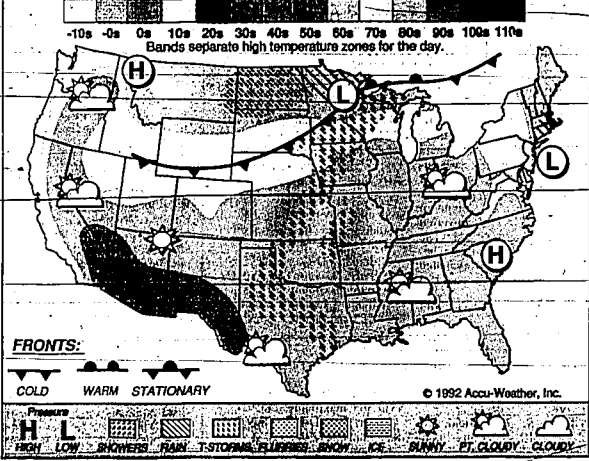 -10s -0s 0s 10s 20s 30s 40s 50s 60s 70s 80s 90s 100s 110s
Bands separate high temperature zones for the day.
H
L
L
H
FRONTS:
COLD WARM STATIONARY
© 1992 Accu-Weather, Inc.
Pressure
H L
HIGH LOW SHOWERS RAIN T-STORMS FLURRIES SNOW ICE SUNNY PT. CLOUDY CLOUDY